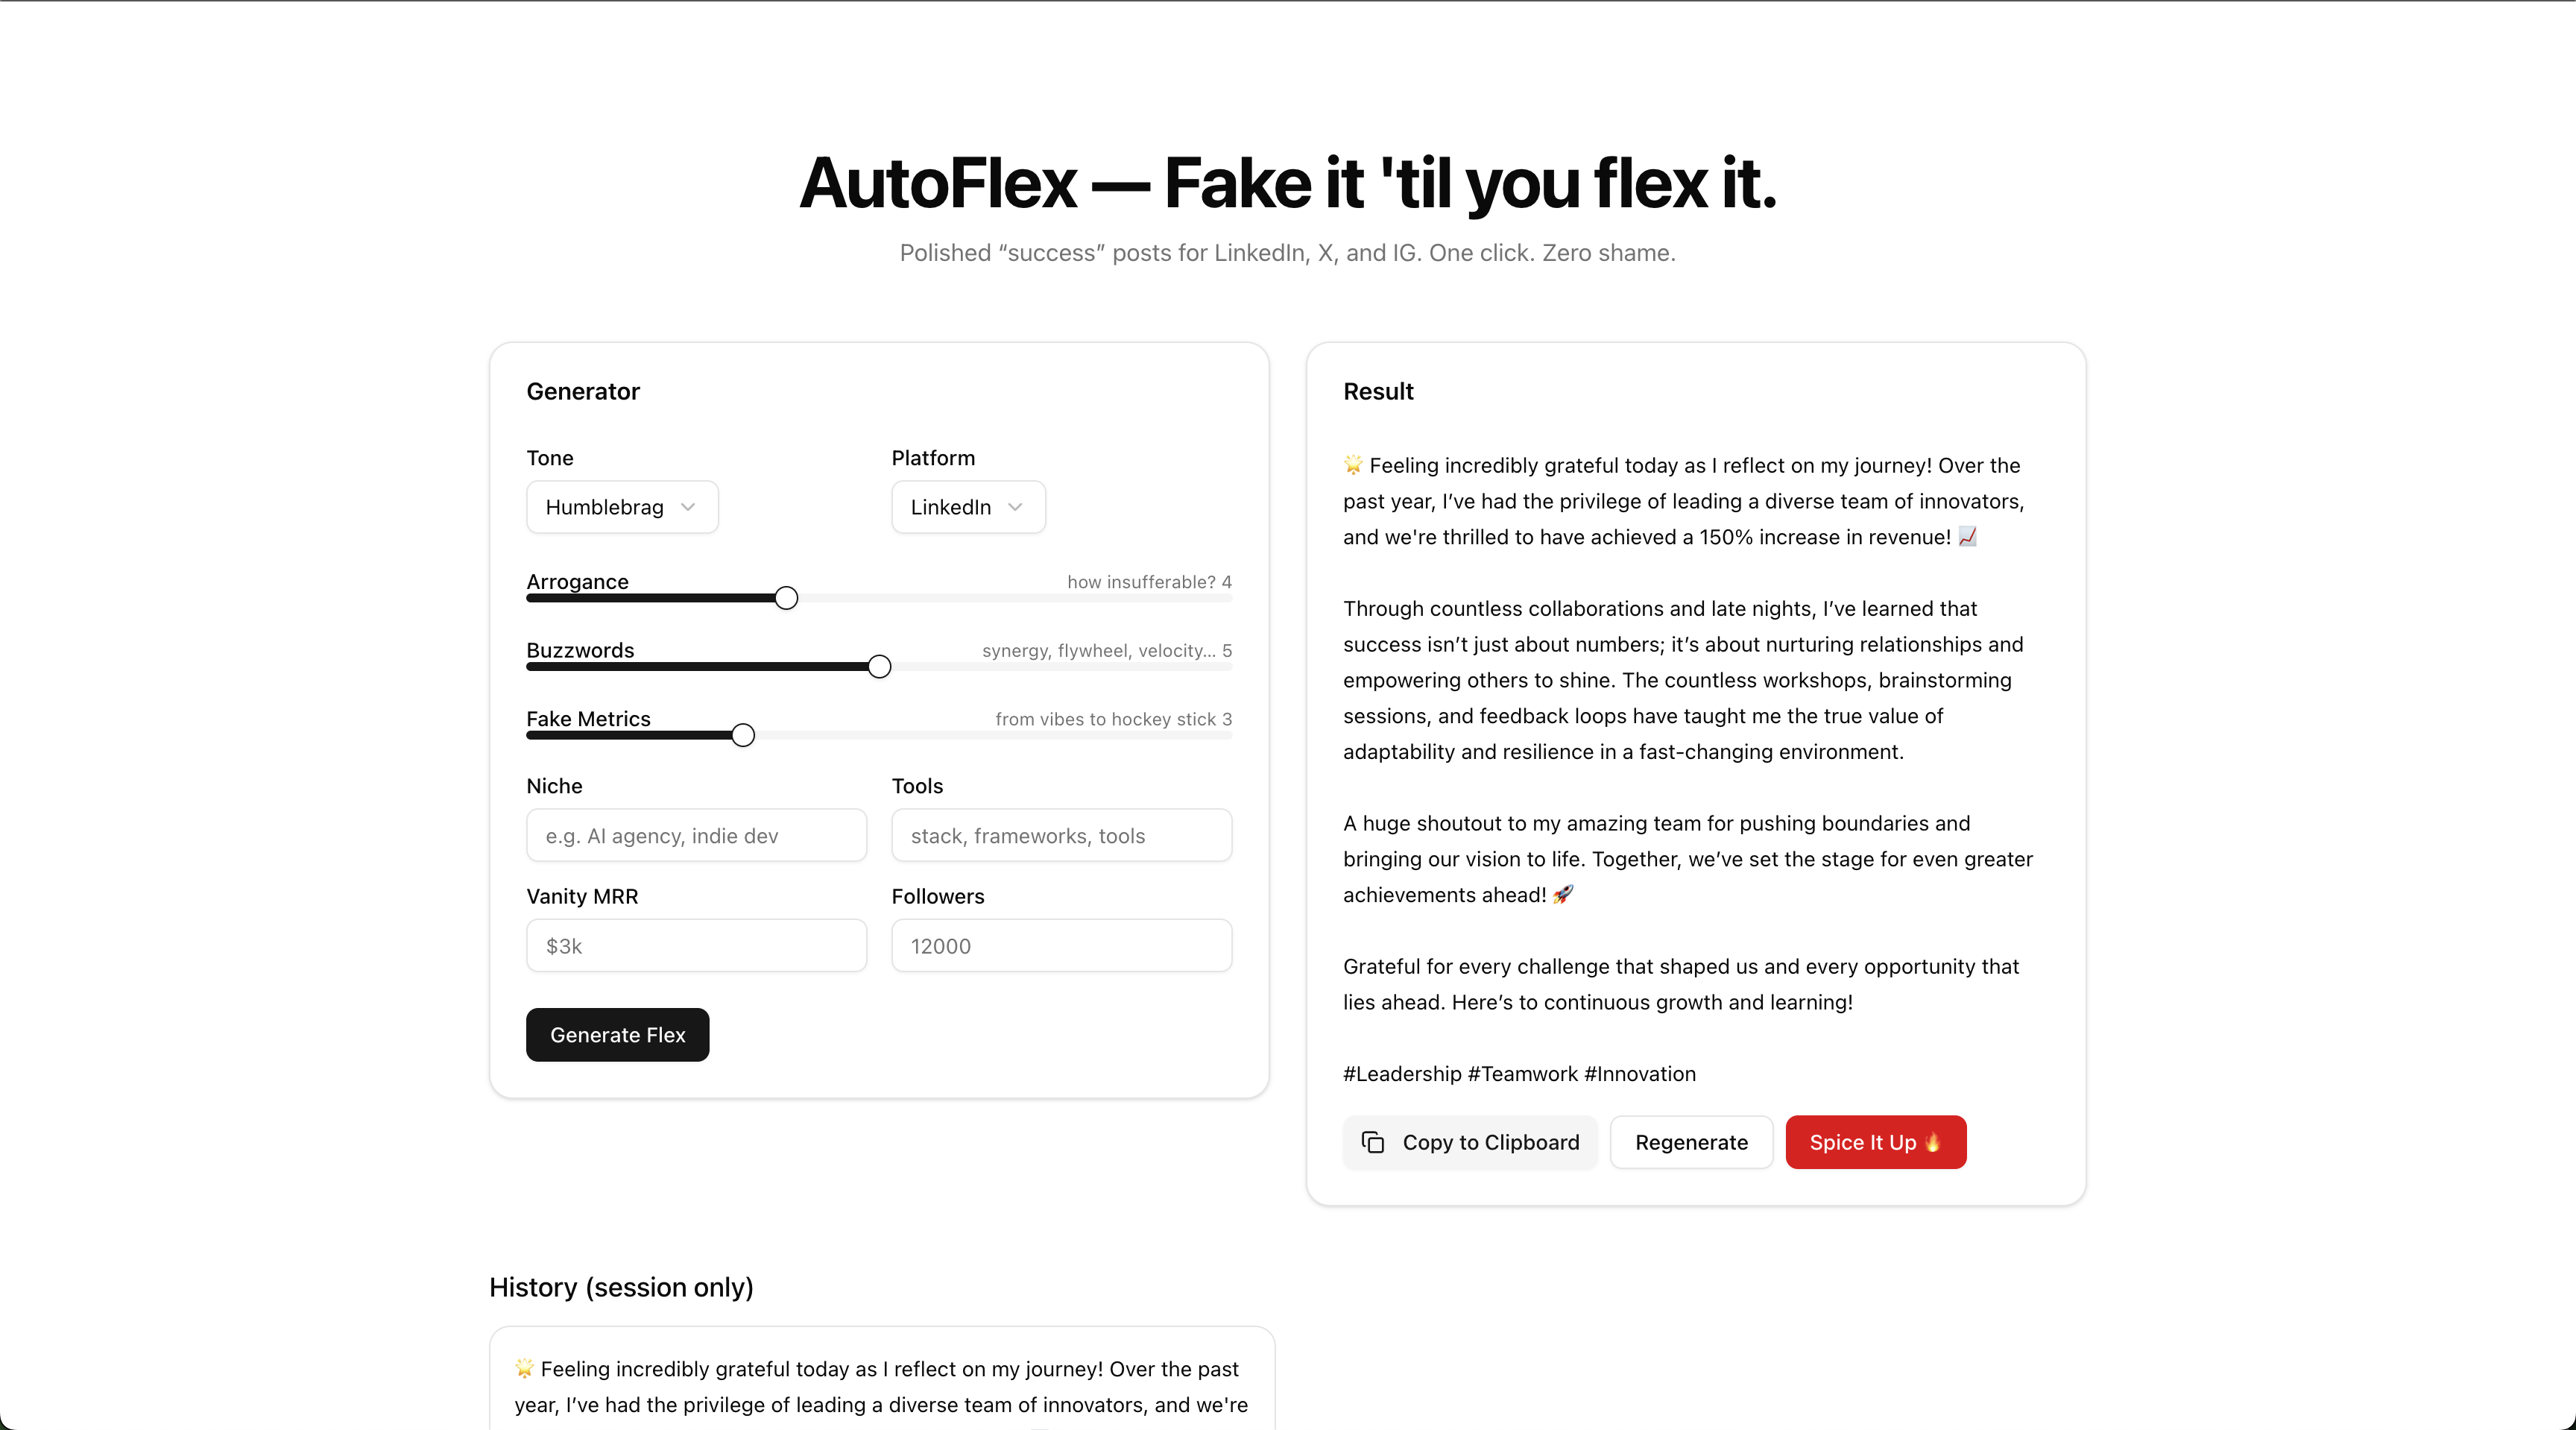 AutoFlex — Fake it 'til you flex it.
Polished “success” posts for LinkedIn, X, and IG. One click. Zero shame.
Generator
Tone
Platform
Humblebrag
LinkedIn
Arrogance
how insufferable? 4
Buzzwords
synergy, flywheel, velocity... 5
Fake Metrics
from vibes to hockey stick 3
Niche
Tools
e.g. AI agency, indie dev
stack, frameworks, tools
Vanity MRR
Followers
$3k
12000
Generate Flex
Result
🌟 Feeling incredibly grateful today as I reflect on my journey! Over the
past year, I’ve had the privilege of leading a diverse team of innovators,
and we're thrilled to have achieved a 150% increase in revenue! 📈
Through countless collaborations and late nights, I’ve learned that
success isn’t just about numbers; it’s about nurturing relationships and
empowering others to shine. The countless workshops, brainstorming
sessions, and feedback loops have taught me the true value of
adaptability and resilience in a fast-changing environment.
A huge shoutout to my amazing team for pushing boundaries and
bringing our vision to life. Together, we’ve set the stage for even greater
achievements ahead! 🚀
Grateful for every challenge that shaped us and every opportunity that
lies ahead. Here’s to continuous growth and learning!
#Leadership #Teamwork #Innovation
Copy to Clipboard
Regenerate
Spice It Up 🔥
History (session only)
🌟 Feeling incredibly grateful today as I reflect on my journey! Over the past
year, I’ve had the privilege of leading a diverse team of innovators, and we're